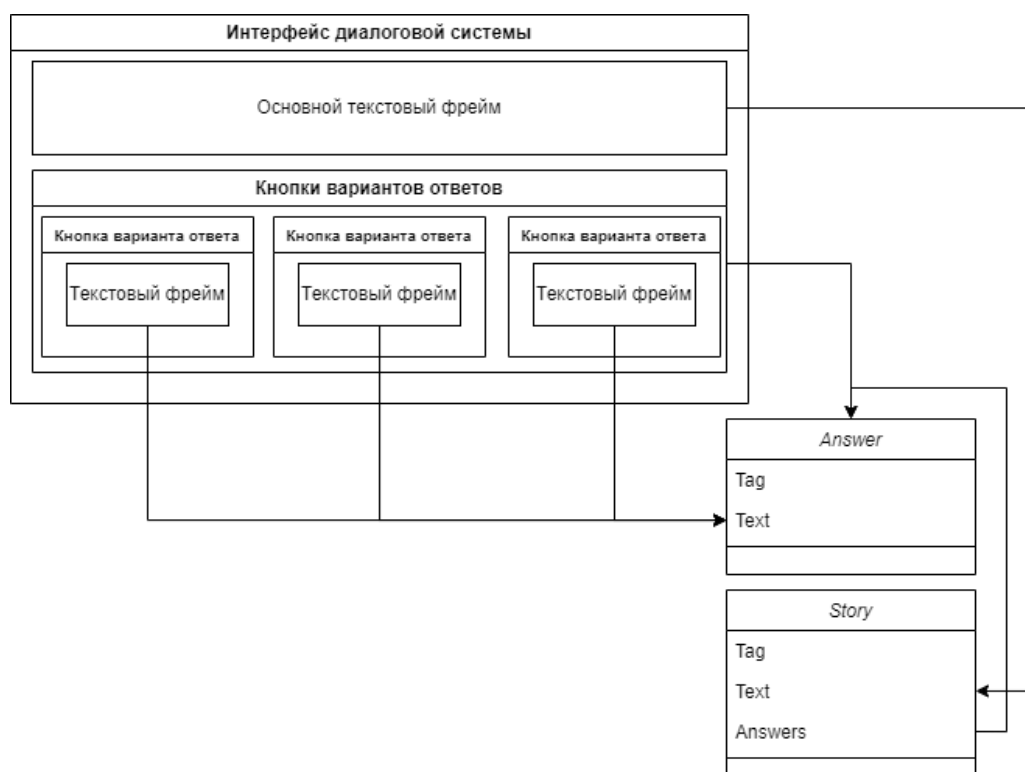 Интерфейс диалоговой системы
Основной текстовый фрейм
Кнопки вариантов ответов
Кнопка варианта ответа
Кнопка варианта ответа
Кнопка варианта ответа
Текстовый фрейм
Текстовый фрейм
Текстовый фрейм
Answer
Tag
Text
Story
Tag
Text
Answers